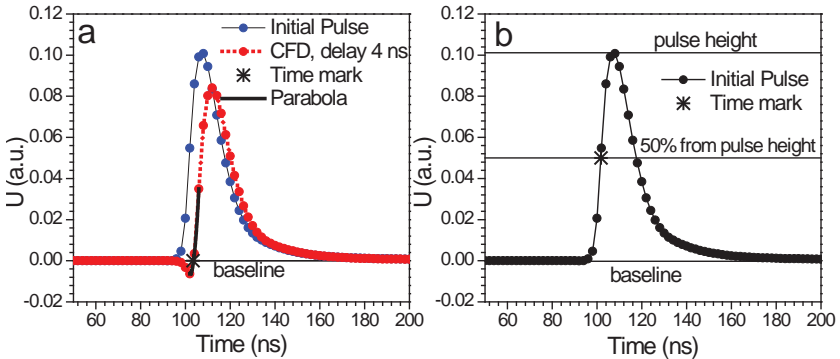 a
Initial Pulse
CFD, delay 4 ns
Time mark
Parabola
baseline
0.12
0.10
0.08
0.06
0.04
0.02
0.00
-0.02
U (a.u.)
60 80 100 120 140 160 180 200
Time (ns)
b
pulse height
Initial Pulse
Time mark
50% from pulse height
baseline
0.12
0.10
0.08
0.06
0.04
0.02
0.00
-0.02
U (a.u.)
60 80 100 120 140 160 180 200
Time (ns)